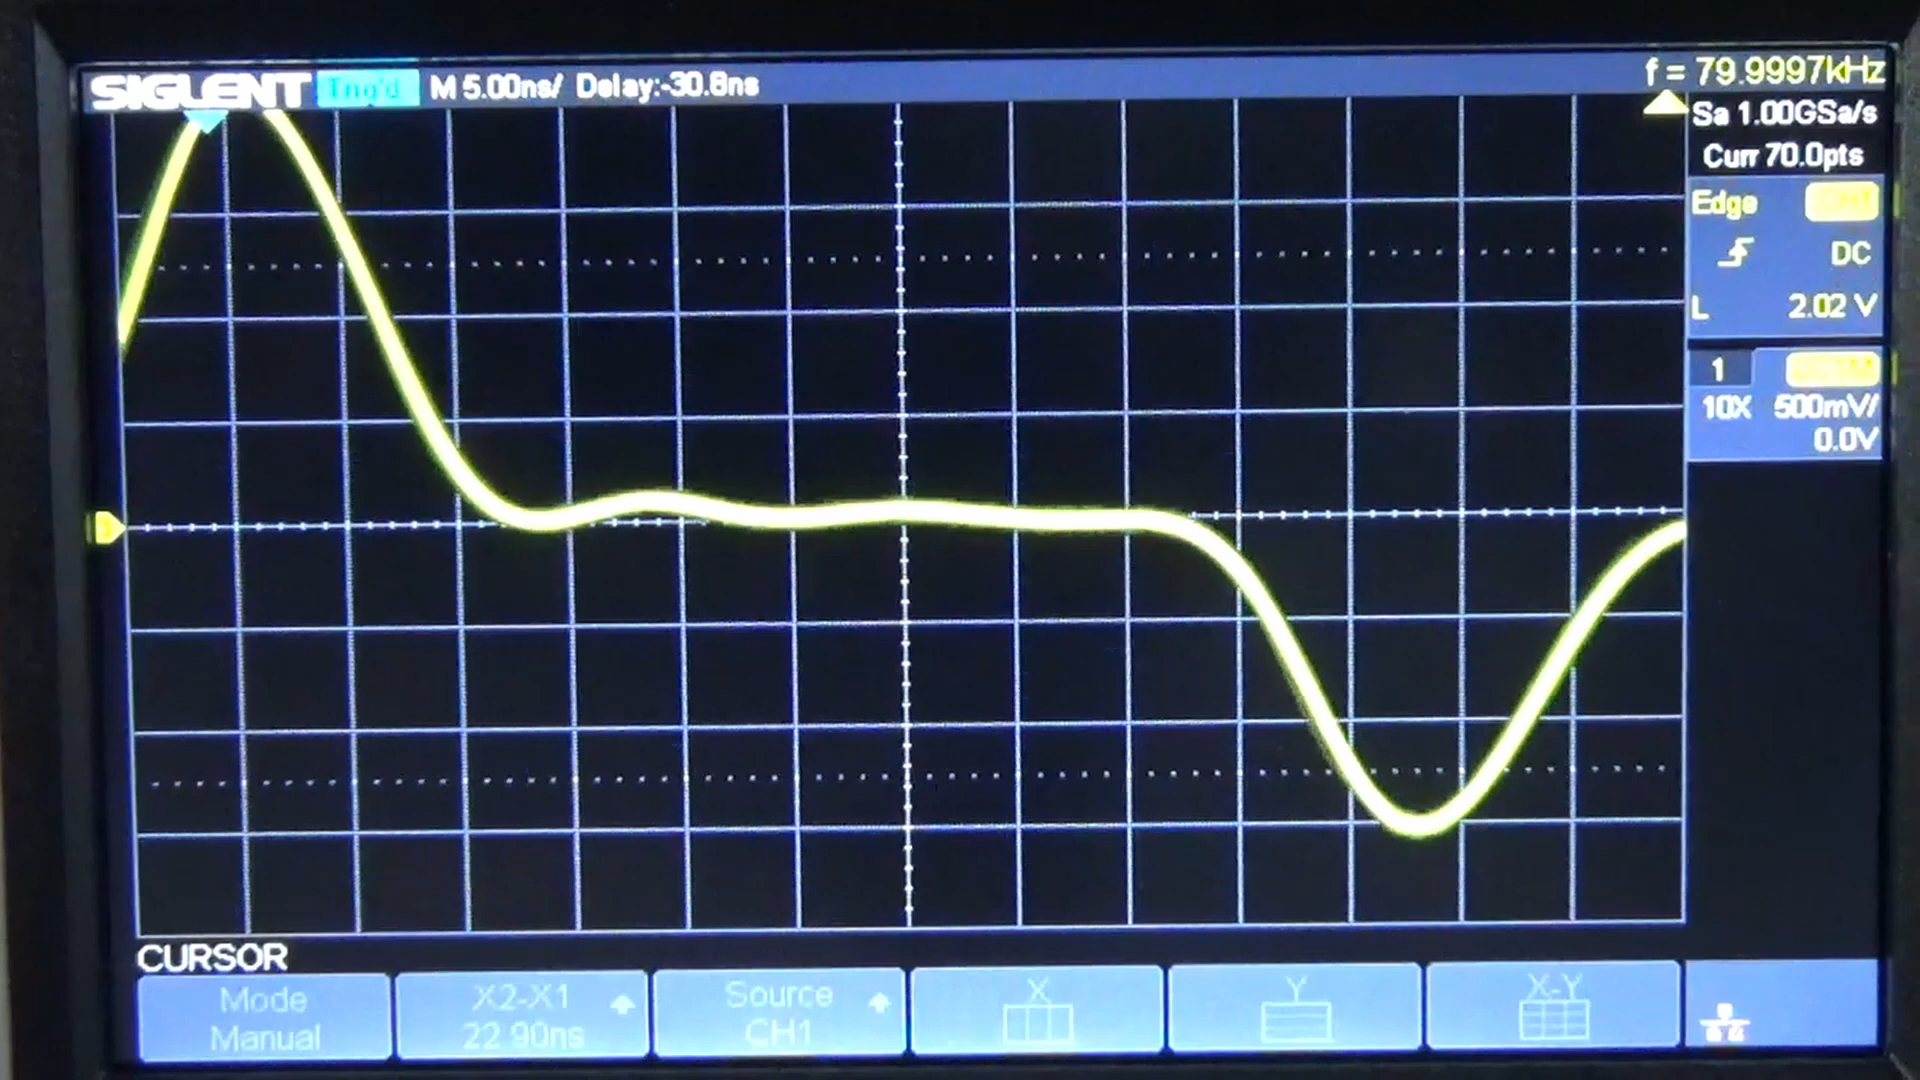 SIGLENT Trig'd M 5.00ns/ Delay:-30.8ns
f = 79.9997kHz
Sa 1.00GSa/s
Curr 70.0pts
Edge
DC
L 2.02 V
1
10X 500mV/
0.0V
CURSOR
Mode
Manual
X2-X1
22.90ns
Source
CH1
X
Y
X-Y